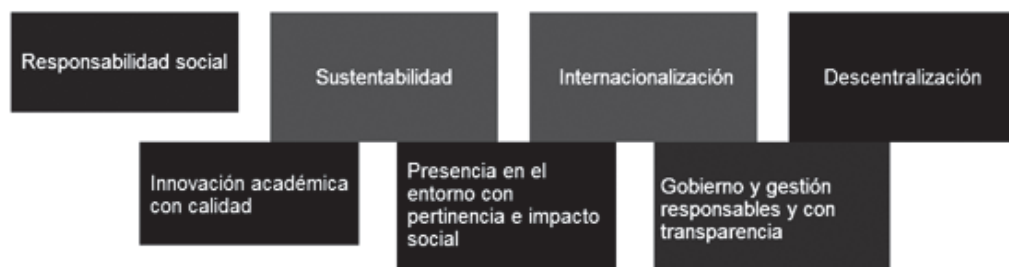 Responsabilidad social
Sustentabilidad
Internacionalización
Descentralización
Innovación académica
con calidad
Presencia en el
entorno con
pertinencia e impacto
social
Gobierno y gestión
responsables y con
transparencia